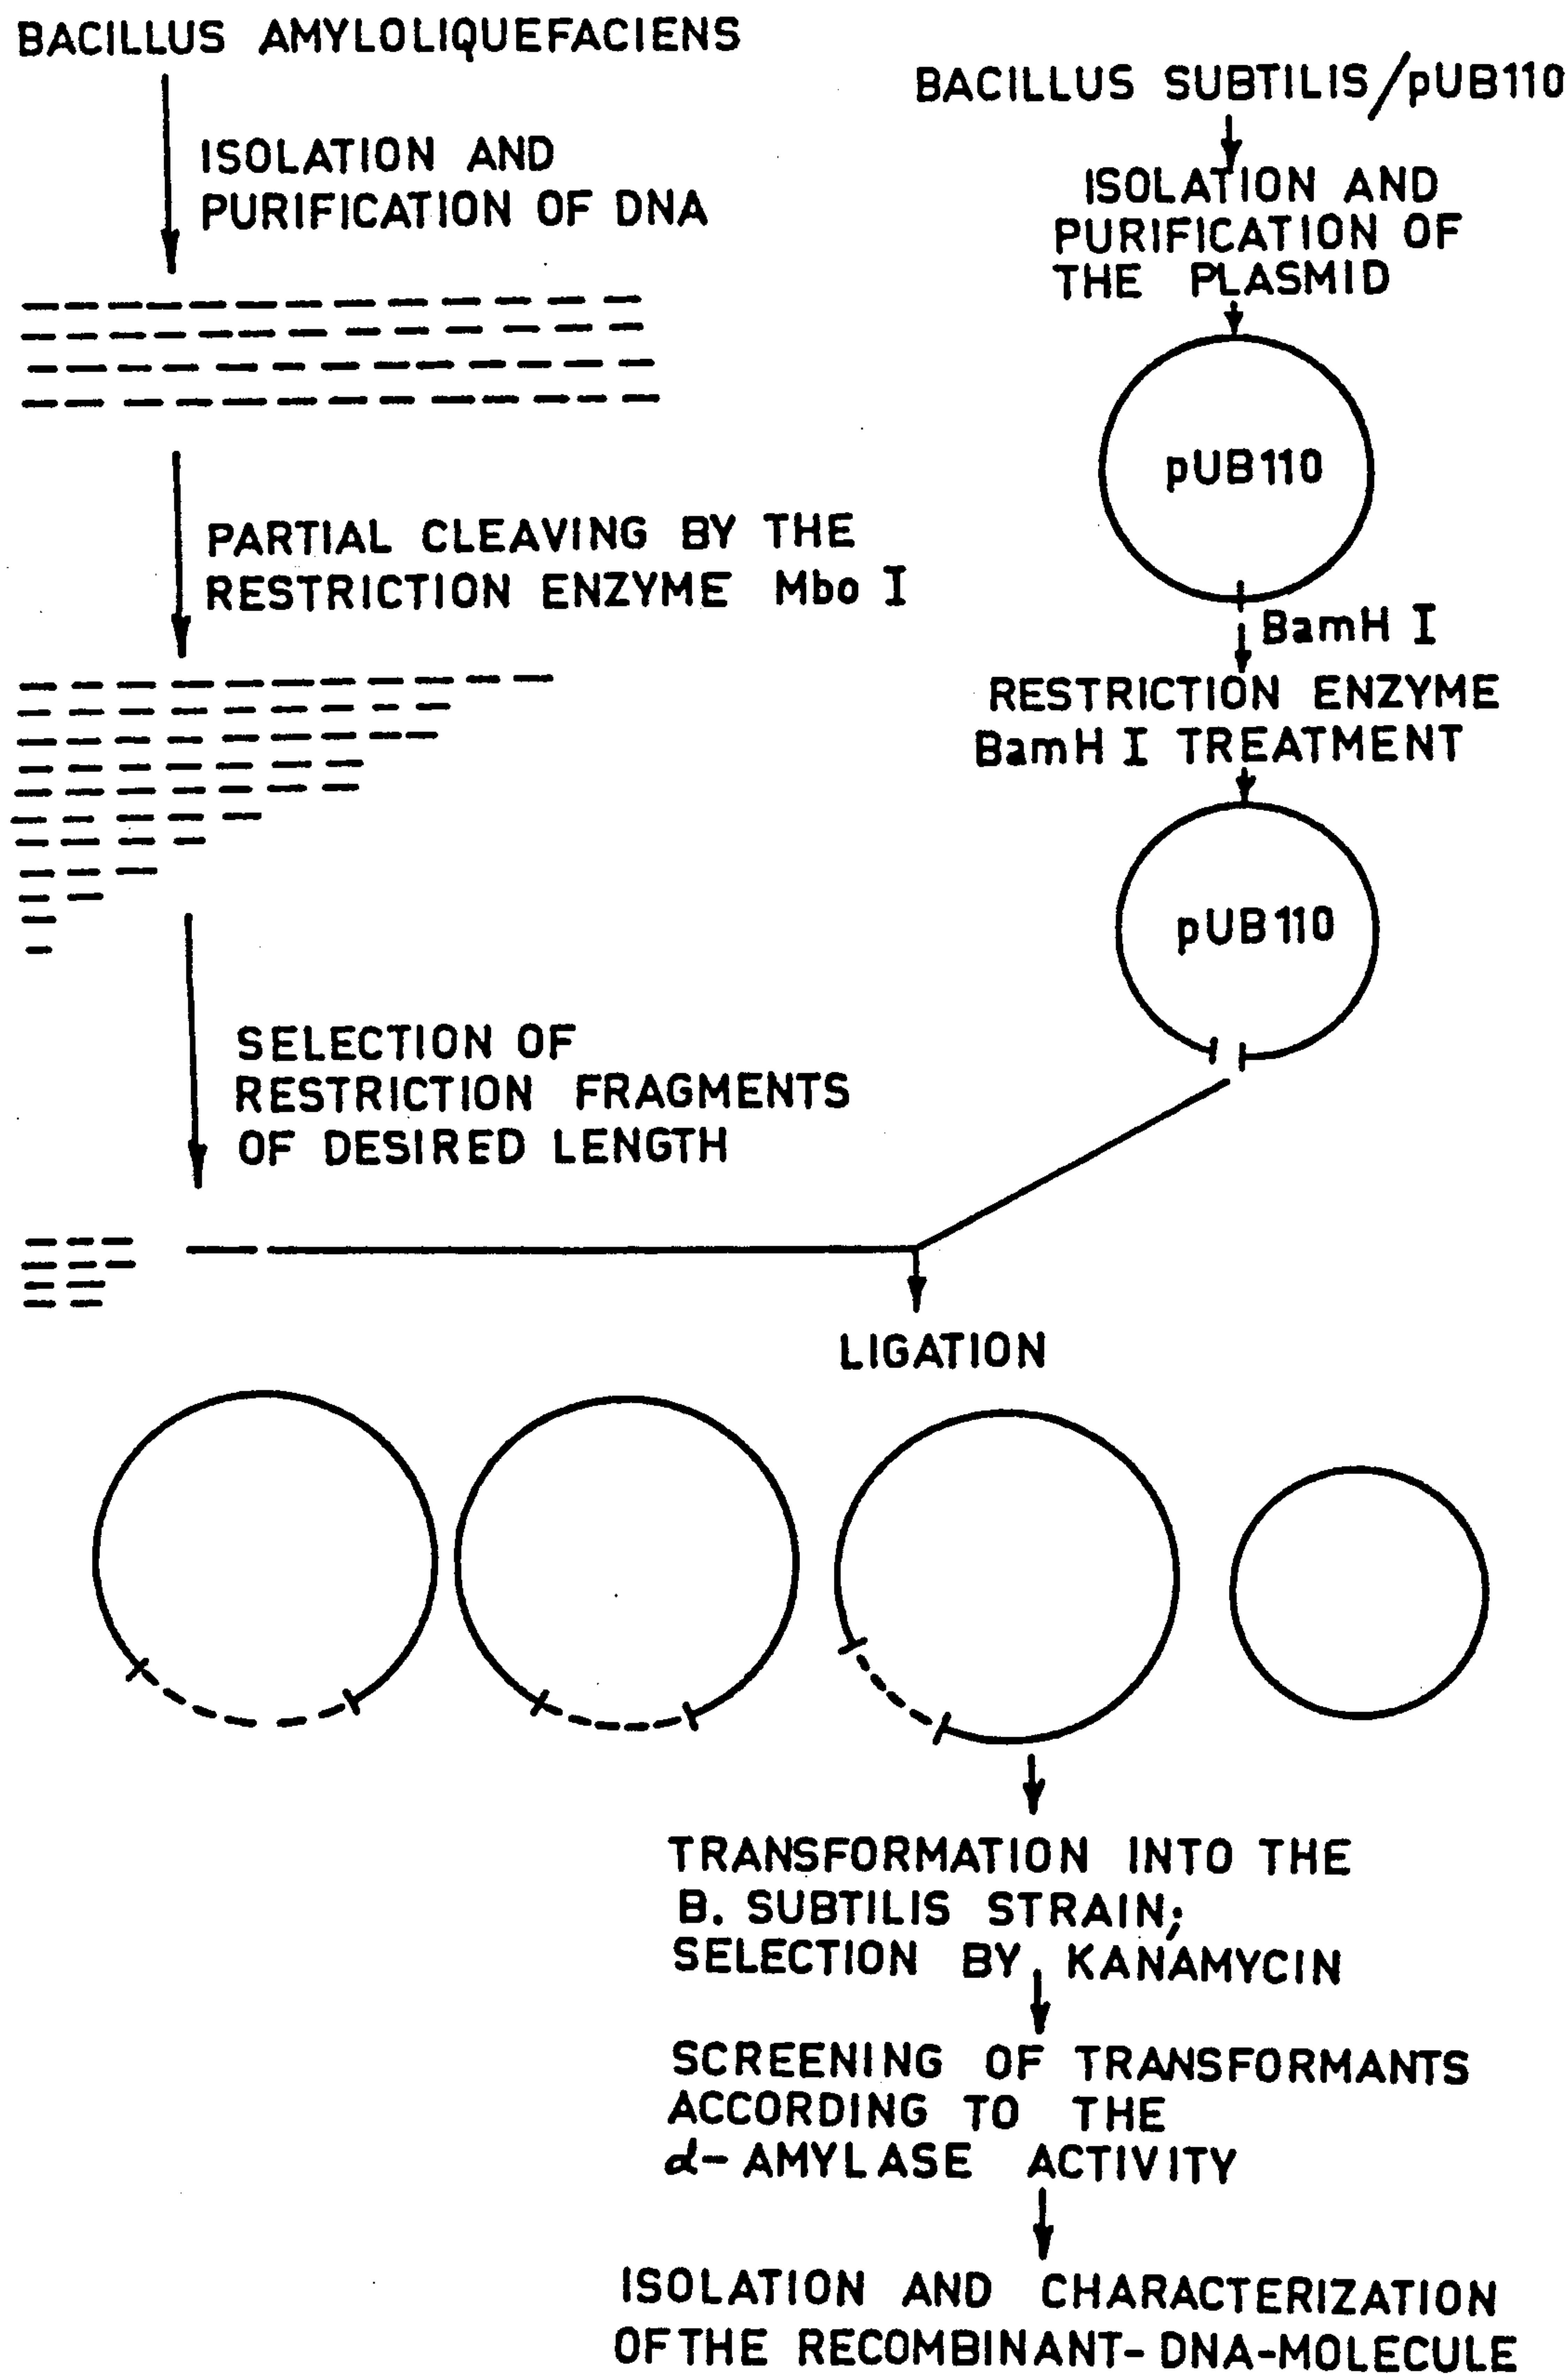 BACILLUS AMYLOLIQUEFACIENS
ISOLATION AND
PURIFICATION OF DNA
PARTIAL CLEAVING BY THE
RESTRICTION ENZYME Mbo I
SELECTION OF
RESTRICTION FRAGMENTS
OF DESIRED LENGTH
BACILLUS SUBTILIS/pUB110
ISOLATION AND
PURIFICATION OF
THE PLASMID
pUB110
BamH I
RESTRICTION ENZYME
BamH I TREATMENT
pUB110
LIGATION
TRANSFORMATION INTO THE
B. SUBTILIS STRAIN;
SELECTION BY KANAMYCIN
SCREENING OF TRANSFORMANTS
ACCORDING TO THE
α-AMYLASE ACTIVITY
ISOLATION AND CHARACTERIZATION
OF THE RECOMBINANT-DNA-MOLECULE